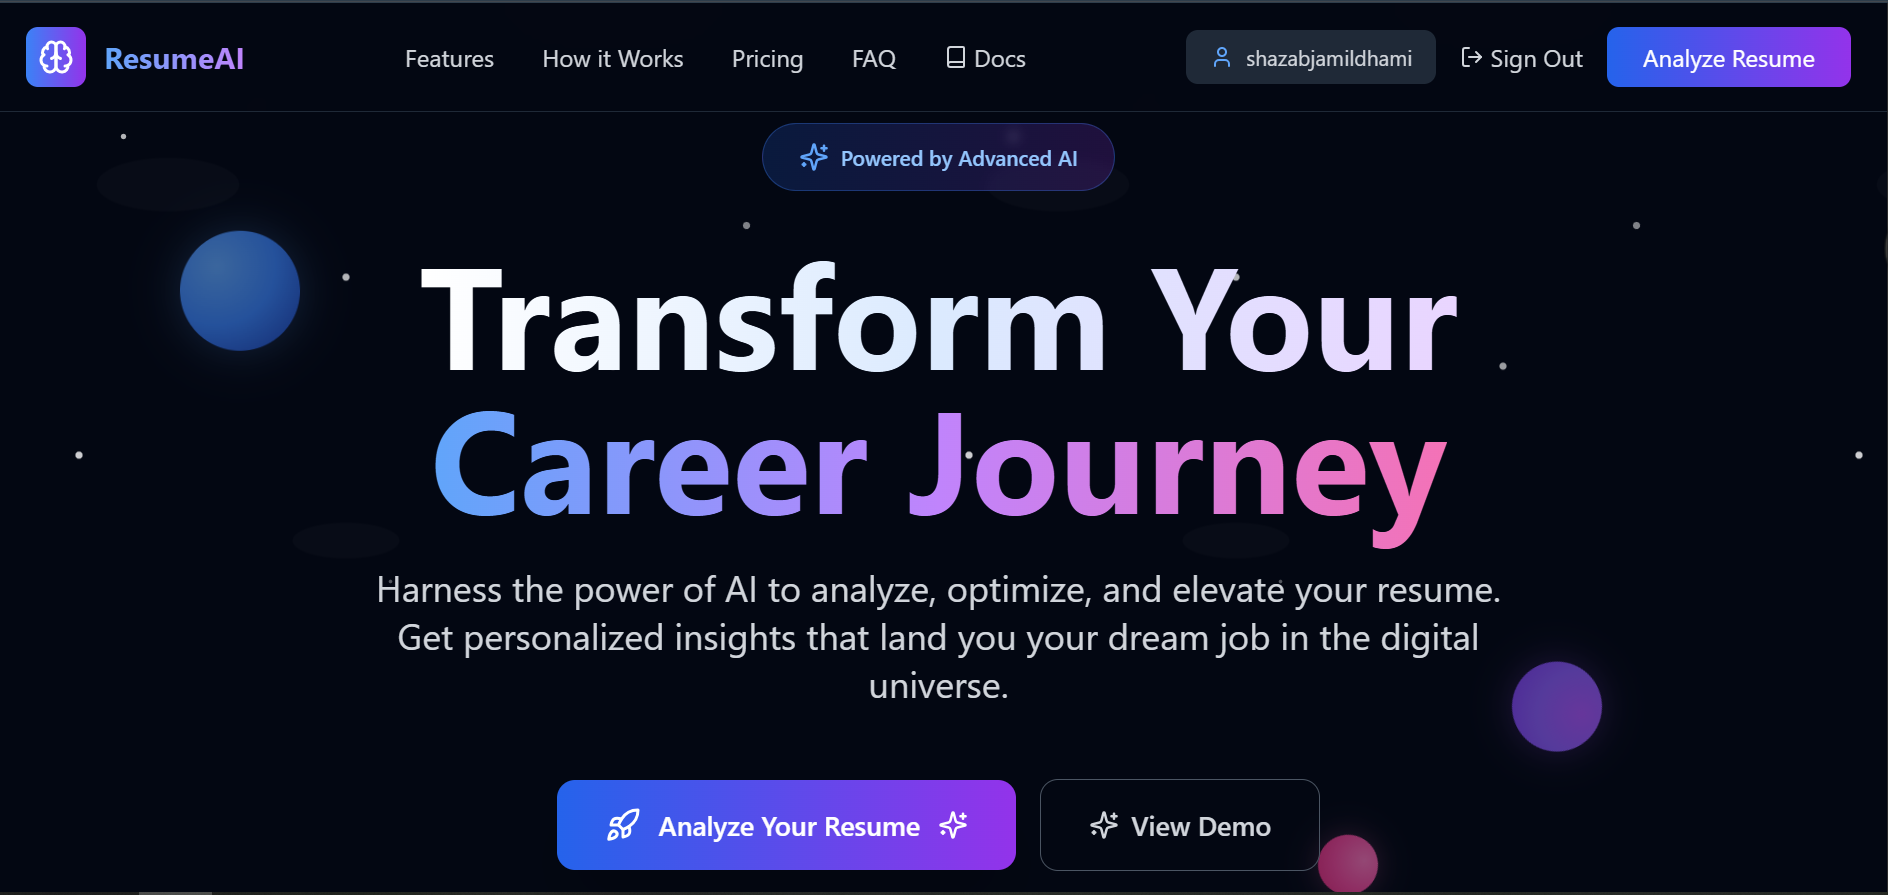 ResumeAI
Features
How it Works
Pricing
FAQ
Docs
shazabjamildhami
Sign Out
Analyze Resume
Powered by Advanced AI
Transform Your
Career Journey
Harness the power of AI to analyze, optimize, and elevate your resume.
Get personalized insights that land you your dream job in the digital
universe.
Analyze Your Resume
View Demo